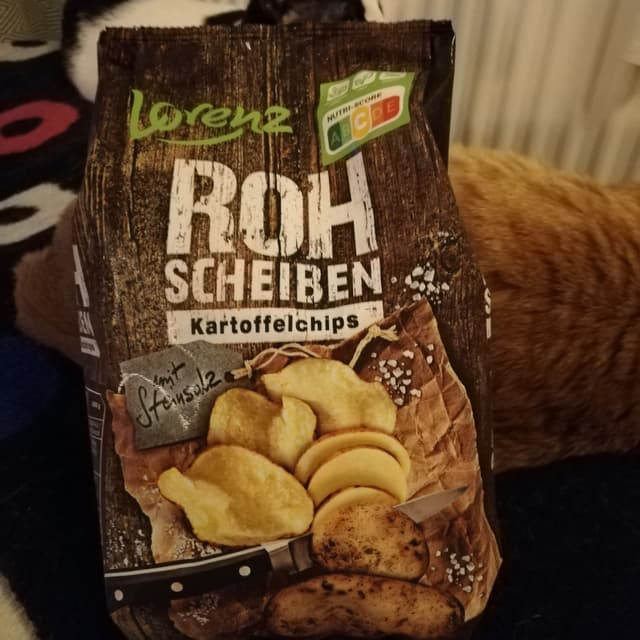 Lorenz
NUTRI-SCORE
ROH
SCHEIBEN
Kartoffelchips
mit
Steinsalz